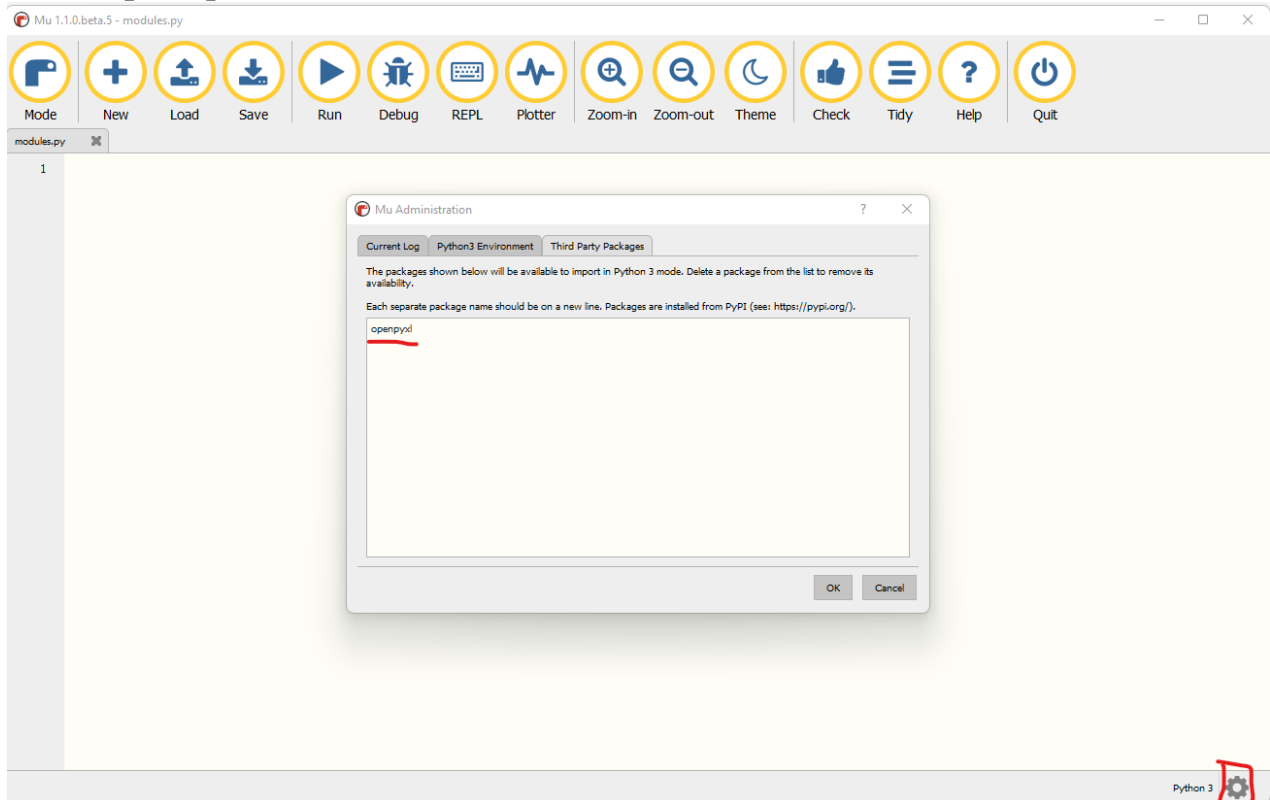 Mu 1.1.0.beta.5 - modules.py
Mode New Load Save Run Debug REPL Plotter Zoom-in Zoom-out Theme Check Tidy Help Quit
modules.py
1
Mu Administration
Current Log Python3 Environment Third Party Packages
The packages shown below will be available to import in Python 3 mode. Delete a package from the list to remove its
availability.
Each separate package name should be on a new line. Packages are installed from PyPI (see: https://pypi.org/).
openpyxl
OK Cancel
Python 3